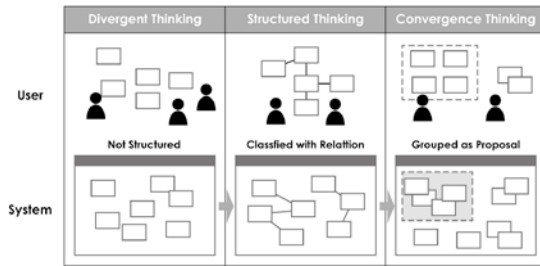 Divergent Thinking
Structured Thinking
Convergence Thinking
User
Not Structured
Classfied with Relattion
Grouped as Proposal
System